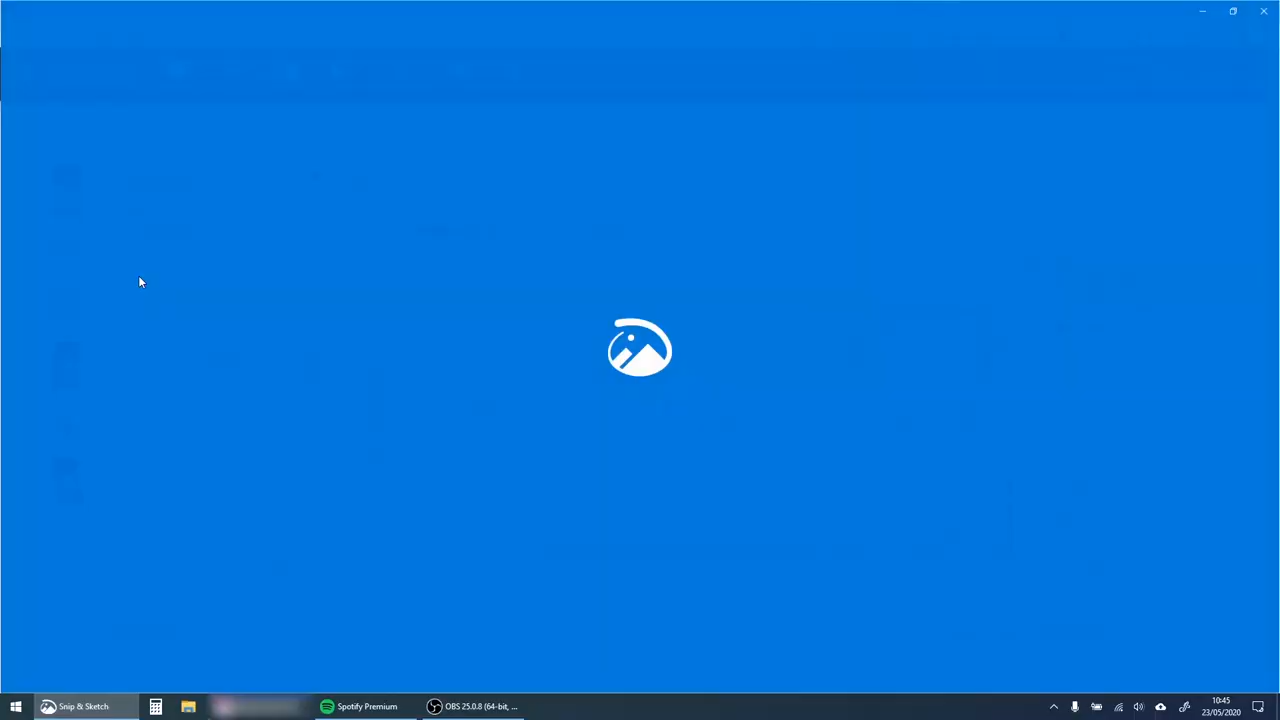 Snip & Sketch
Spotify Premium
OBS 25.0.8 (64-bit, ...
10:45
23/05/2020